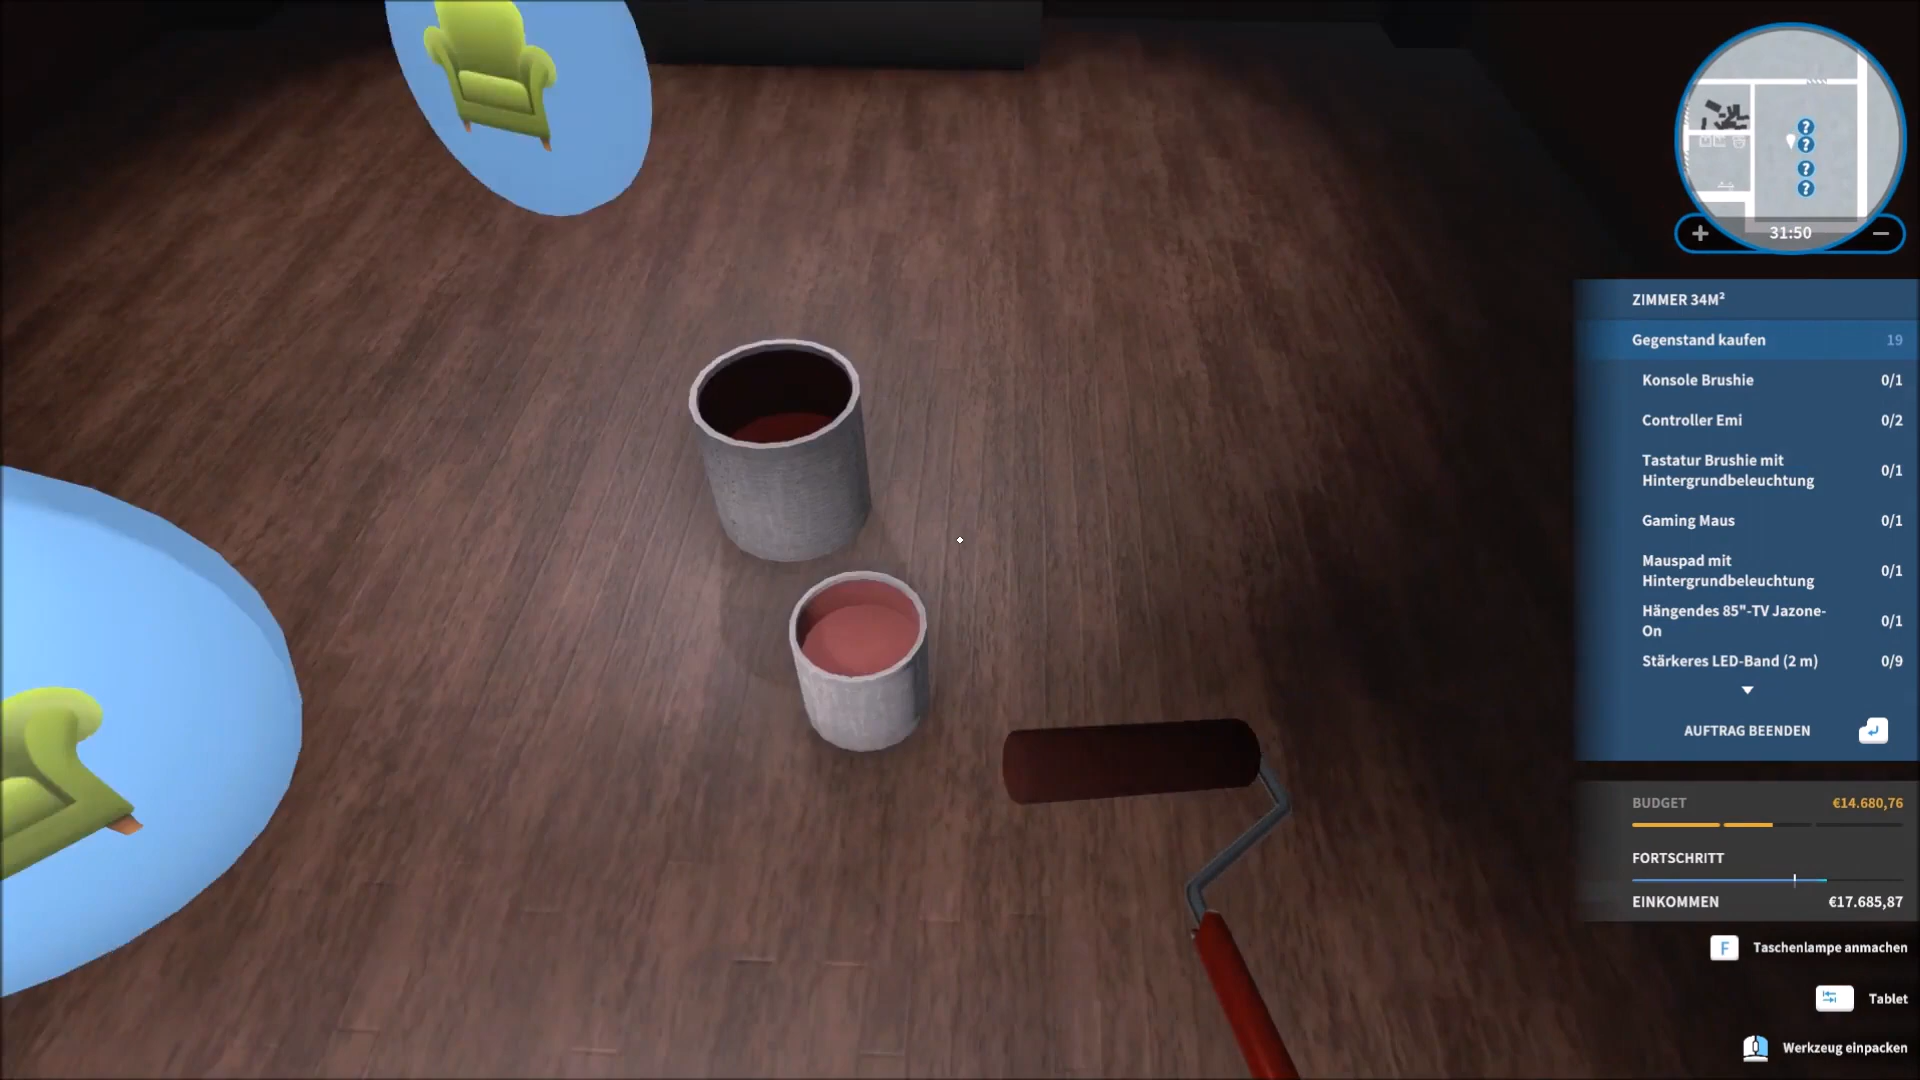 ? 
?
?
?
+ 31:50 −
ZIMMER 34M²
Gegenstand kaufen 19
Konsole Brushie 0/1
Controller Emi 0/2
Tastatur Brushie mit
Hintergrundbeleuchtung 0/1
Gaming Maus 0/1
Mauspad mit
Hintergrundbeleuchtung 0/1
Hängendes 85"-TV Jazone-
On 0/1
Stärkeres LED-Band (2 m) 0/9
AUFTRAG BEENDEN
BUDGET €14.680,76
FORTSCHRITT
EINKOMMEN €17.685,87
F Taschenlampe anmachen
Tablet
Werkzeug einpacken